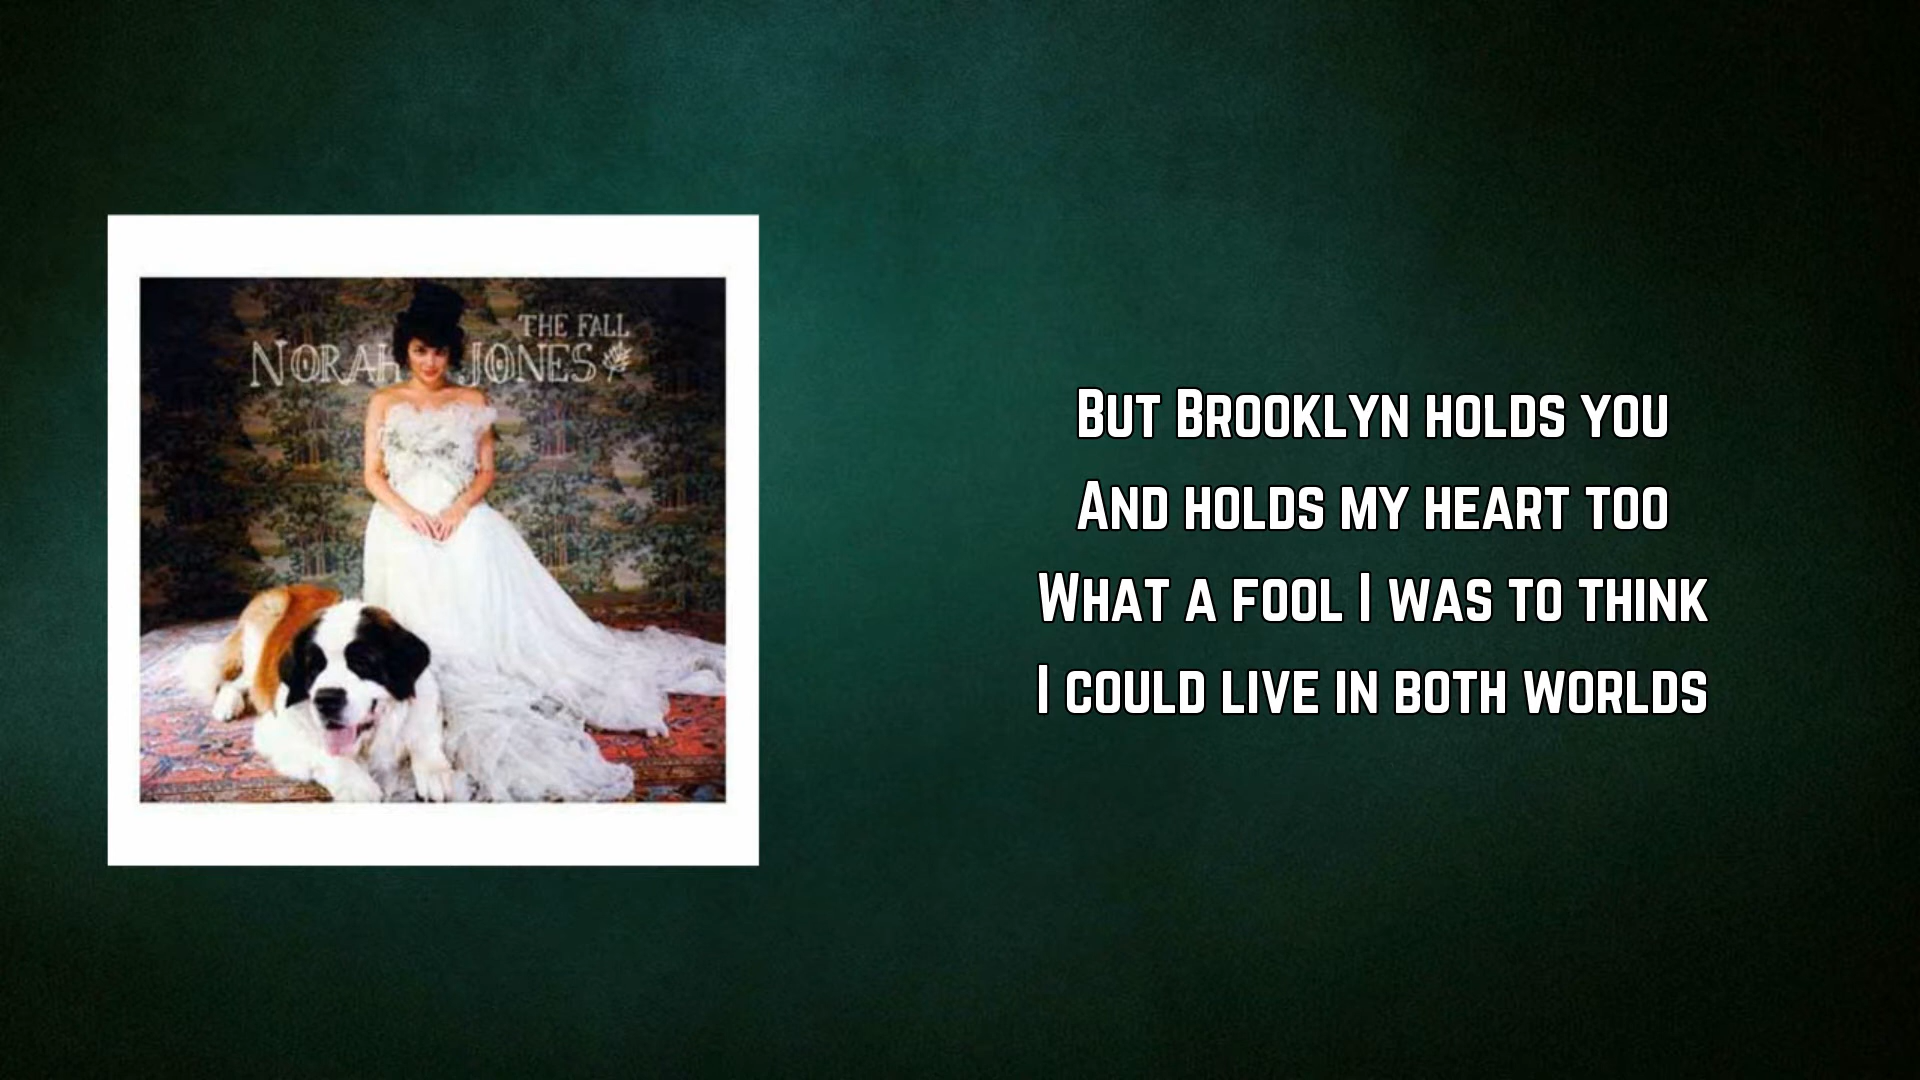 THE FALL
NORAH JONES
But Brooklyn holds you
And holds my heart too
What a fool I was to think
I could live in both worlds